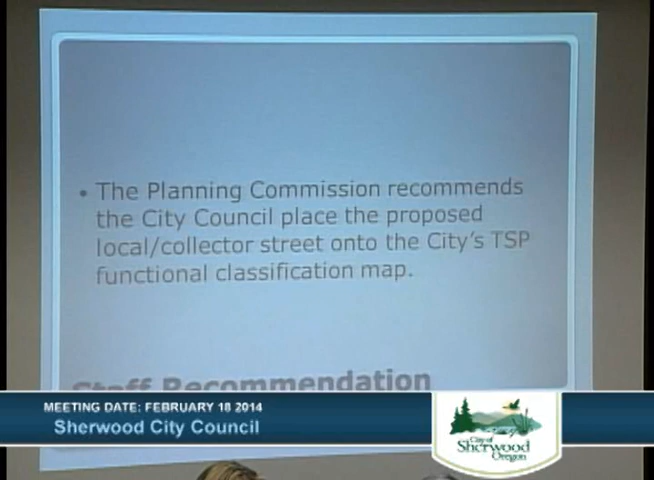 • The Planning Commission recommends
the City Council place the proposed
local/collector street onto the City's TSP
functional classification map.
Staff Recommendation
MEETING DATE: FEBRUARY 18 2014
Sherwood City Council
City of
Sherwood
Oregon